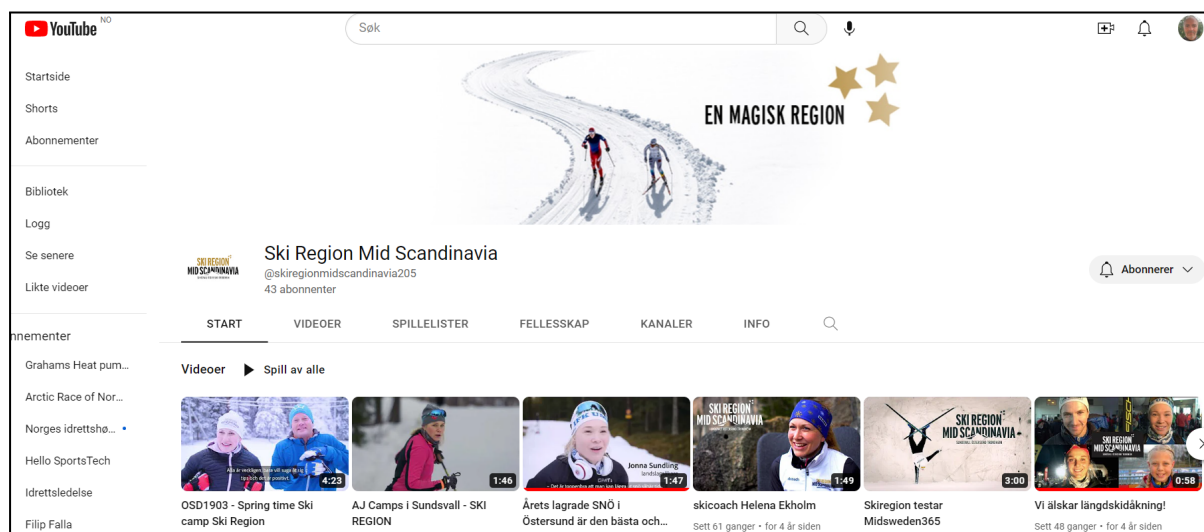 YouTube NO
Søk
Startside
Shorts
Abonnementer
Bibliotek
Logg
Se senere
Likte videoer
nnementer
Grahams Heat pum...
Arctic Race of Nor...
Norges idrettshø...
Hello SportsTech
Idrettsledelse
Filip Falla
EN MAGISK REGION
SKI REGION
MID SCANDINAVIA
Ski Region Mid Scandinavia
@skiregionmidscandinavia205
43 abonnenter
Abonnerer
START VIDEOER SPILLELISTER FELLESSKAP KANALER INFO
Videoer Spill av alle
4:23
OSD1903 - Spring time Ski
camp Ski Region
1:46
AJ Camps i Sundsvall - SKI
REGION
Jonna Sundling
1:47
Årets lagrade SNÖ i
Östersund är den bästa och...
SKI REGION
MID SCANDINAVIA
1:49
skicoach Helena Ekholm
Sett 61 ganger • for 4 år siden
SKI REGION
MID SCANDINAVIA
3:00
Skiregion testar
Midsweden365
SKI REGION
MID SCANDINAVIA
0:58
Vi älskar längdskidåkning!
Sett 48 ganger • for 4 år siden